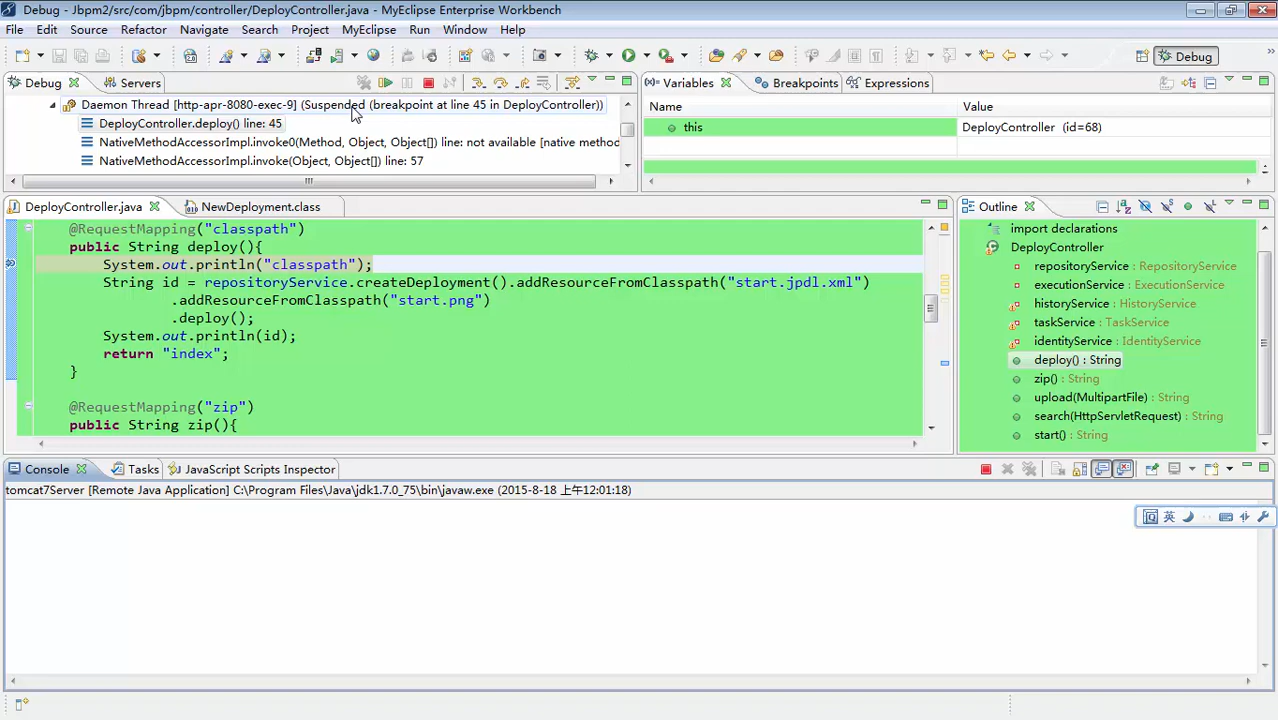 Debug - Jbpm2/src/com/jbpm/controller/DeployController.java - MyEclipse Enterprise Workbench
File Edit Source Refactor Navigate Search Project MyEclipse Run Window Help
Debug
Debug Servers
Variables Breakpoints Expressions
Daemon Thread [http-apr-8080-exec-9] (Suspended (breakpoint at line 45 in DeployController))
DeployController.deploy() line: 45
NativeMethodAccessorImpl.invoke0(Method, Object, Object[]) line: not available [native metho
NativeMethodAccessorImpl.invoke(Object, Object[]) line: 57
Name Value
this DeployController (id=68)
DeployController.java NewDeployment.class
@RequestMapping("classpath")
public String deploy(){
System.out.println("classpath");
String id = repositoryService.createDeployment().addResourceFromClasspath("start.jpdl.xml")
.addResourceFromClasspath("start.png")
.deploy();
System.out.println(id);
return "index";
}
@RequestMapping("zip")
public String zip(){
Outline
import declarations
DeployController
repositoryService : RepositoryService
executionService : ExecutionService
historyService : HistoryService
taskService : TaskService
identityService : IdentityService
deploy() : String
zip() : String
upload(MultipartFile) : String
search(HttpServletRequest) : String
start() : String
Console Tasks JavaScript Scripts Inspector
tomcat7Server [Remote Java Application] C:\Program Files\Java\jdk1.7.0_75\bin\javaw.exe (2015-8-18 上午12:01:18)
英